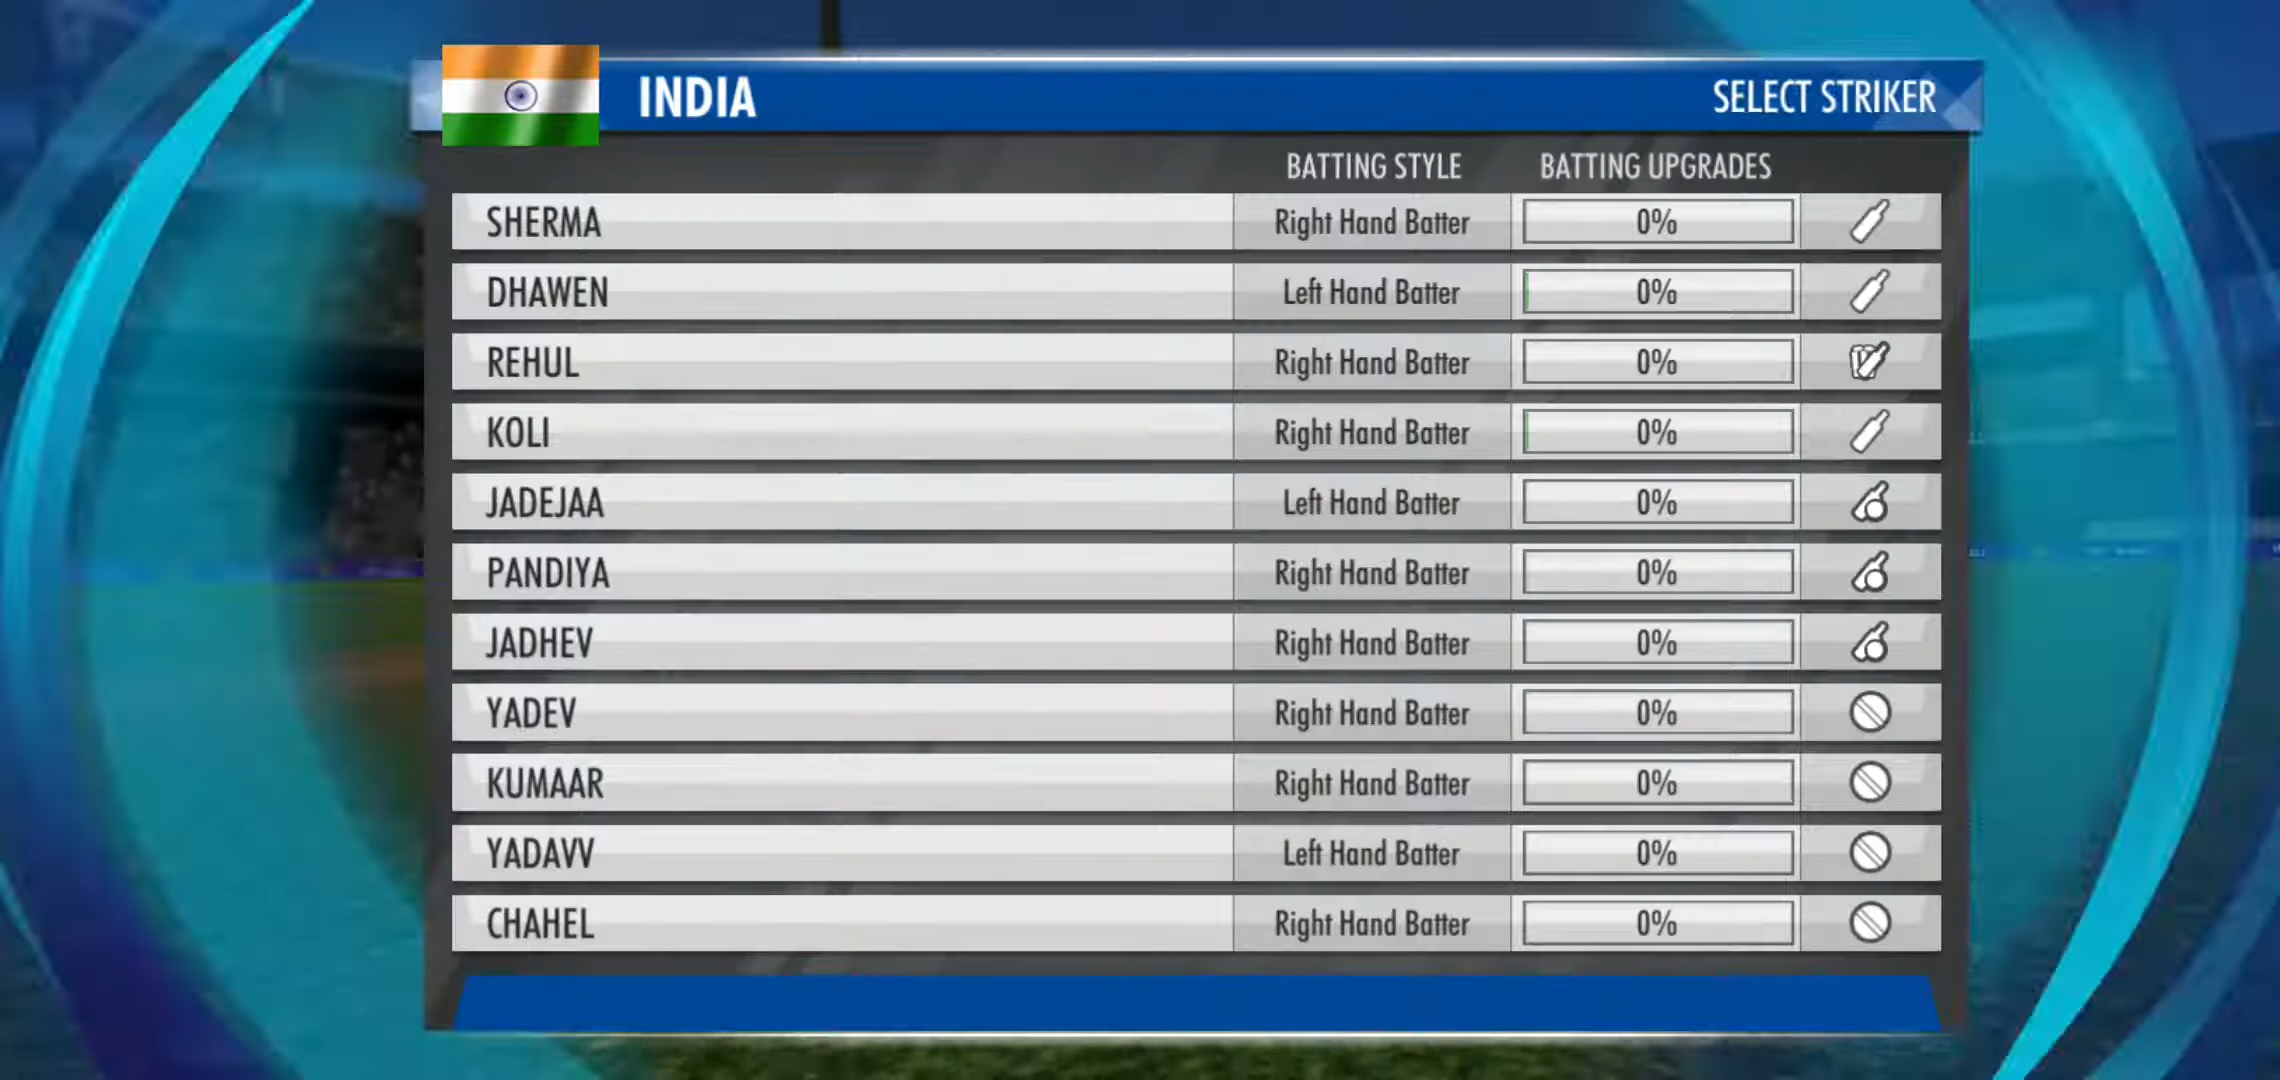 INDIA SELECT STRIKER
BATTING STYLE BATTING UPGRADES
SHERMA Right Hand Batter 0%
DHAWEN Left Hand Batter 0%
REHUL Right Hand Batter 0%
KOLI Right Hand Batter 0%
JADEJAA Left Hand Batter 0%
PANDIYA Right Hand Batter 0%
JADHEV Right Hand Batter 0%
YADEV Right Hand Batter 0%
KUMAAR Right Hand Batter 0%
YADAVV Left Hand Batter 0%
CHAHEL Right Hand Batter 0%